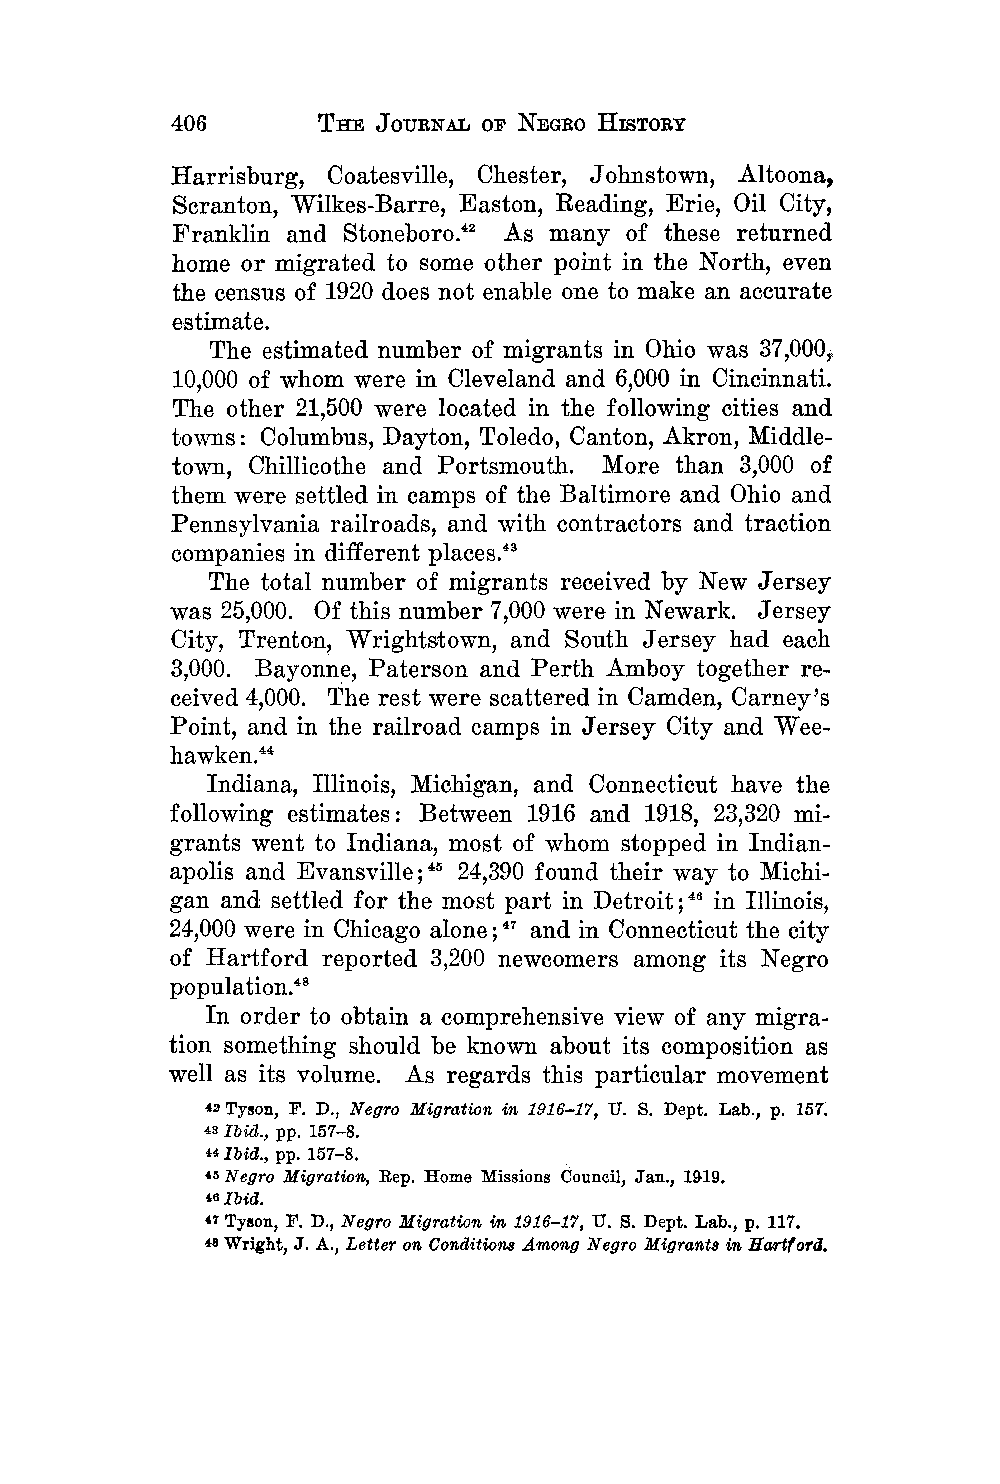 406 THE JOURNAL OF NEGRO HISTORY
Harrisburg, Coatesville, Chester, Johnstown, Altoona,
Scranton, Wilkes-Barre, Easton, Reading, Erie, Oil City,
Franklin and Stoneboro.⁴² As many of these returned
home or migrated to some other point in the North, even
the census of 1920 does not enable one to make an accurate
estimate.
The estimated number of migrants in Ohio was 37,000,
10,000 of whom were in Cleveland and 6,000 in Cincinnati.
The other 21,500 were located in the following cities and
towns: Columbus, Dayton, Toledo, Canton, Akron, Middle-
town, Chillicothe and Portsmouth. More than 3,000 of
them were settled in camps of the Baltimore and Ohio and
Pennsylvania railroads, and with contractors and traction
companies in different places.⁴³
The total number of migrants received by New Jersey
was 25,000. Of this number 7,000 were in Newark. Jersey
City, Trenton, Wrightstown, and South Jersey had each
3,000. Bayonne, Paterson and Perth Amboy together re-
ceived 4,000. The rest were scattered in Camden, Carney's
Point, and in the railroad camps in Jersey City and Wee-
hawken.⁴⁴
Indiana, Illinois, Michigan, and Connecticut have the
following estimates: Between 1916 and 1918, 23,320 mi-
grants went to Indiana, most of whom stopped in Indian-
apolis and Evansville;⁴⁵ 24,390 found their way to Michi-
gan and settled for the most part in Detroit;⁴⁶ in Illinois,
24,000 were in Chicago alone;⁴⁷ and in Connecticut the city
of Hartford reported 3,200 newcomers among its Negro
population.⁴⁸
In order to obtain a comprehensive view of any migra-
tion something should be known about its composition as
well as its volume. As regards this particular movement
⁴² Tyson, F. D., Negro Migration in 1916–17, U. S. Dept. Lab., p. 157.
⁴³ Ibid., pp. 157–8.
⁴⁴ Ibid., pp. 157–8.
⁴⁵ Negro Migration, Rep. Home Missions Council, Jan., 1919.
⁴⁶ Ibid.
⁴⁷ Tyson, F. D., Negro Migration in 1916–17, U. S. Dept. Lab., p. 117.
⁴⁸ Wright, J. A., Letter on Conditions Among Negro Migrants in Hartford.